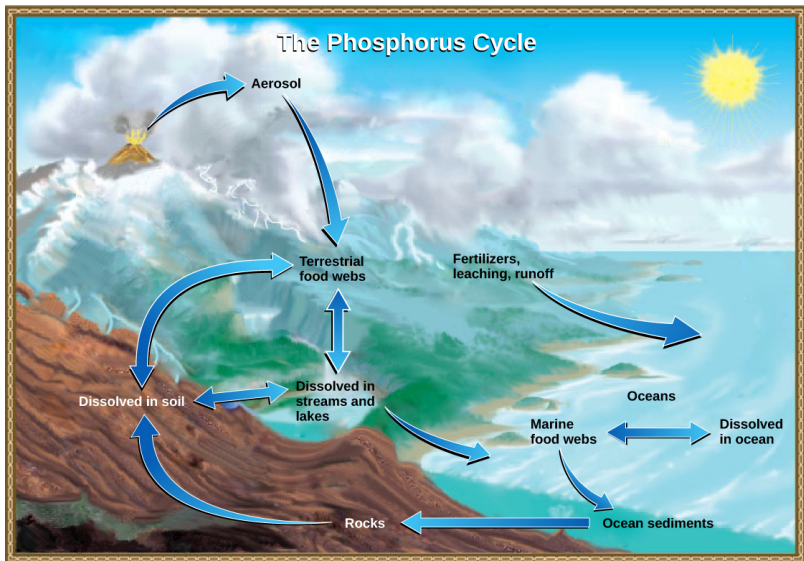 The Phosphorus Cycle
Aerosol
Terrestrial
food webs
Fertilizers,
leaching, runoff
Dissolved in soil
Dissolved in
streams and
lakes
Oceans
Marine
food webs
Dissolved
in ocean
Rocks
Ocean sediments